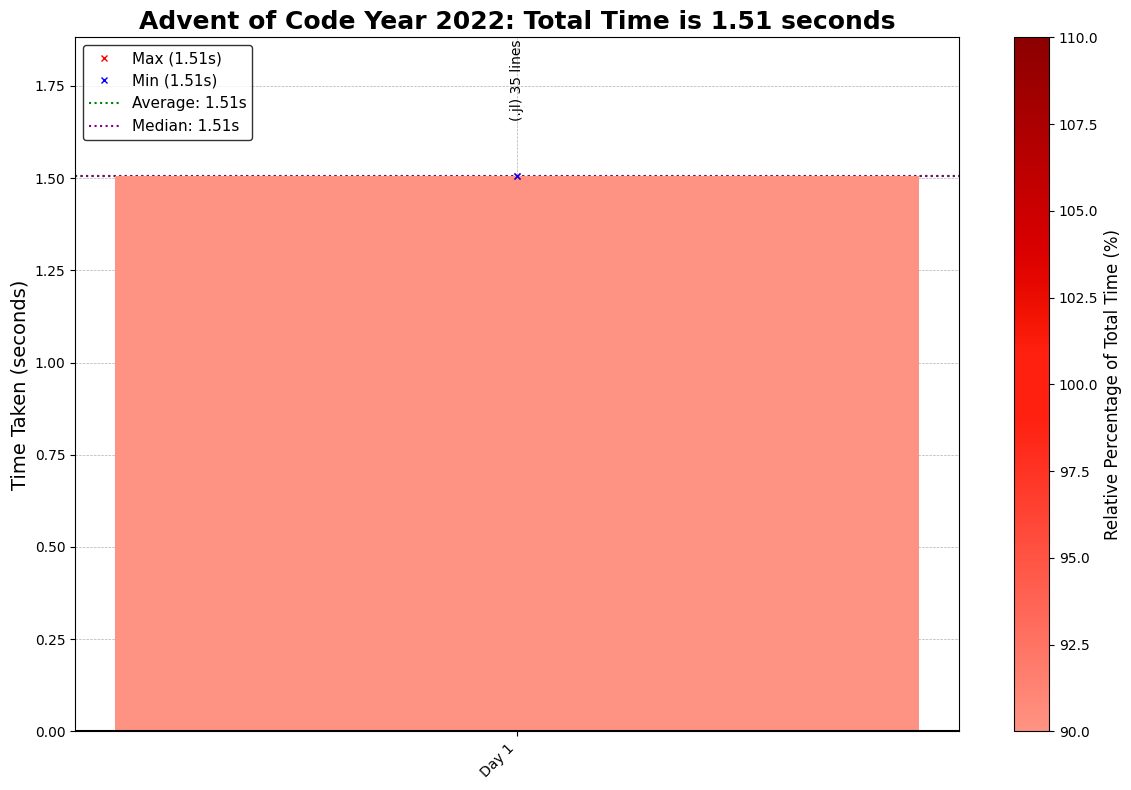 Advent of Code Year 2022: Total Time is 1.51 seconds
Max (1.51s)
Min (1.51s)
Average: 1.51s
Median: 1.51s
(.jl) 35 lines
Time Taken (seconds)
1.75
1.50
1.25
1.00
0.75
0.50
0.25
0.00
Day 1
110.0
107.5
105.0
102.5
100.0
97.5
95.0
92.5
90.0
Relative Percentage of Total Time (%)